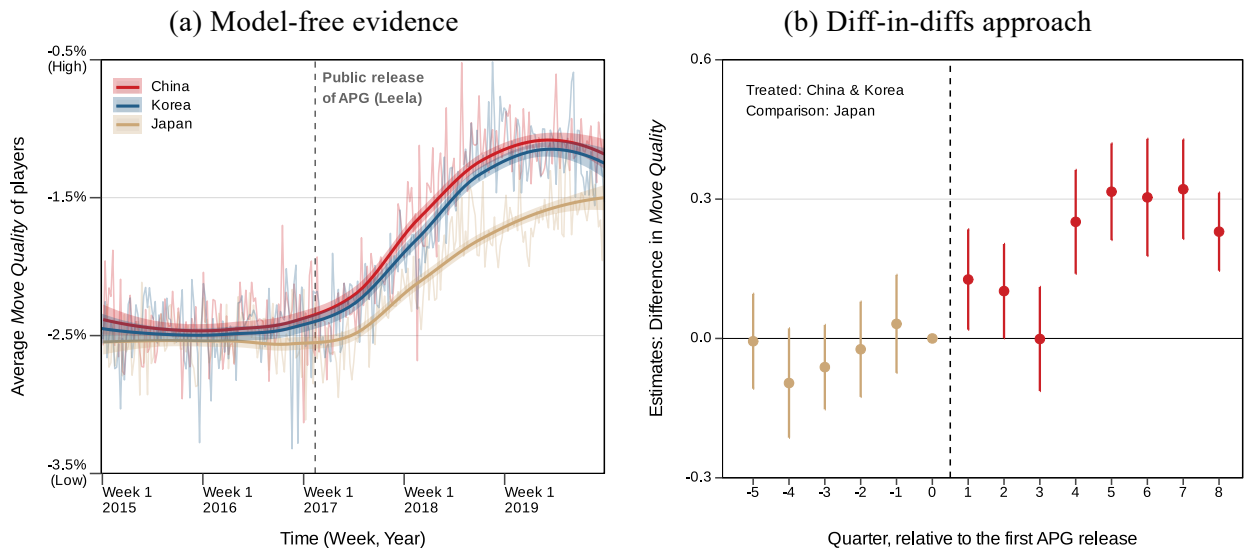 (a) Model-free evidence
-0.5%
(High)
-1.5%
-2.5%
-3.5%
(Low)
Average Move Quality of players
China
Korea
Japan
Public release
of APG (Leela)
Week 1
2015
Week 1
2016
Week 1
2017
Week 1
2018
Week 1
2019
Time (Week, Year)
(b) Diff-in-diffs approach
0.6
0.3
0.0
-0.3
Estimates: Difference in Move Quality
Treated: China & Korea
Comparison: Japan
-5 -4 -3 -2 -1 0 1 2 3 4 5 6 7 8
Quarter, relative to the first APG release